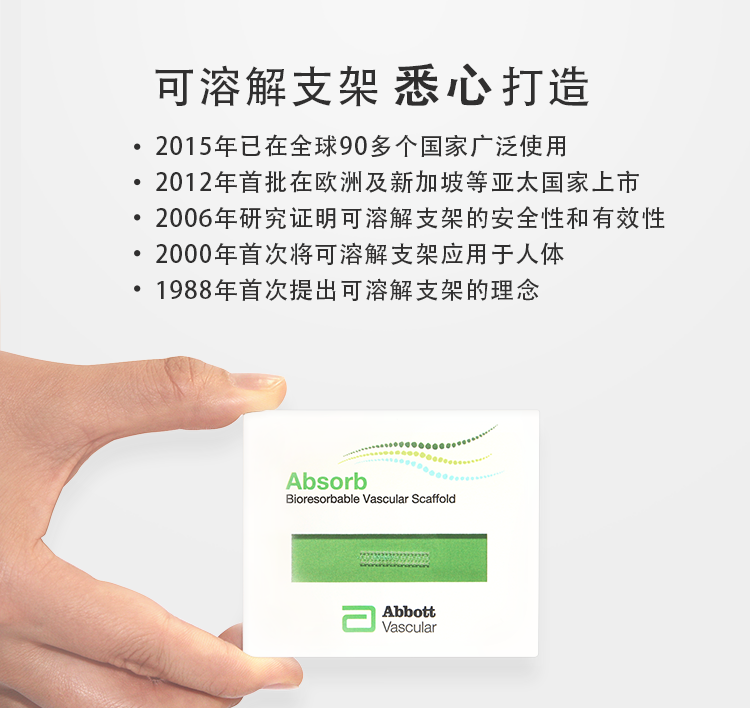 可溶解支架 悉心 打造
• 2015年已在全球90多个国家广泛使用
• 2012年首批在欧洲及新加坡等亚太国家上市
• 2006年研究证明可溶解支架的安全性和有效性
• 2000年首次将可溶解支架应用于人体
• 1988年首次提出可溶解支架的理念
Absorb
Bioresorbable Vascular Scaffold
Abbott
Vascular